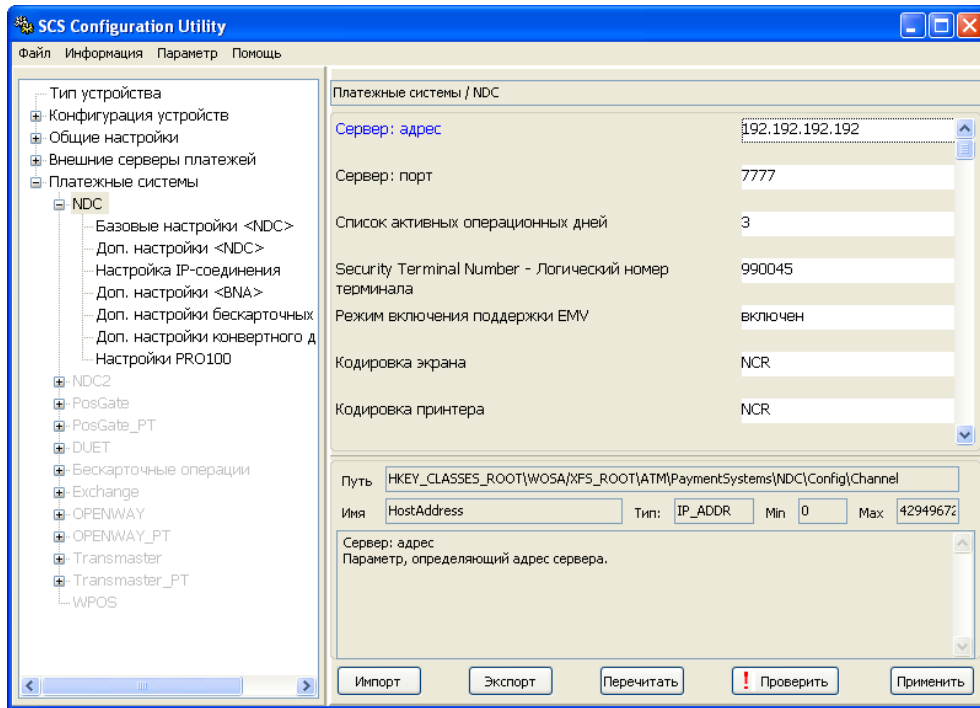 SCS Configuration Utility
Файл Информация Параметр Помощь
Тип устройства
Конфигурация устройств
Общие настройки
Внешние серверы платежей
Платежные системы
NDC
Базовые настройки <NDC>
Доп. настройки <NDC>
Настройка IP-соединения
Доп. настройки <BNA>
Доп. настройки бескарточных
Доп. настройки конвертного д
Настройки PRO100
NDC2
PosGate
PosGate_PT
DUET
Бескарточные операции
Exchange
OPENWAY
OPENWAY_PT
Transmaster
Transmaster_PT
WPOS
Платежные системы / NDC
Сервер: адрес 192.192.192.192
Сервер: порт 7777
Список активных операционных дней 3
Security Terminal Number - Логический номер 990045
терминала
Режим включения поддержки EMV включен
Кодировка экрана NCR
Кодировка принтера NCR
Путь HKEY_CLASSES_ROOT\WOSA/XFS_ROOT\ATM\PaymentSystems\NDC\Config\Channel
Имя HostAddress Тип: IP_ADDR Min 0 Max 42949672
Сервер: адрес
Параметр, определяющий адрес сервера.
Импорт Экспорт Перечитать ! Проверить Применить